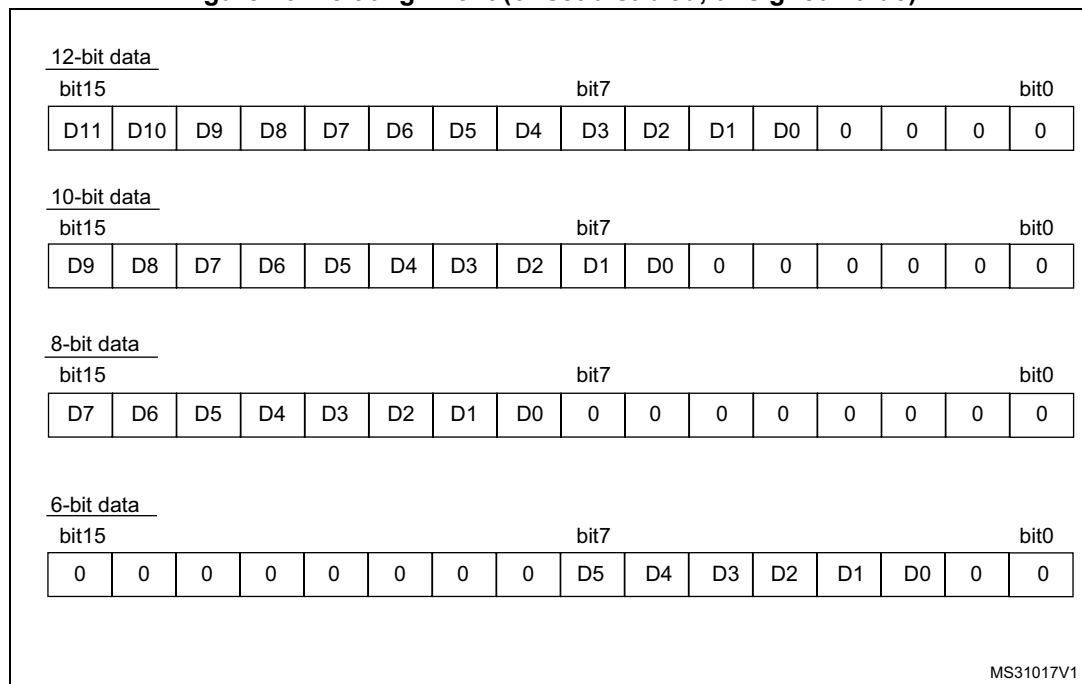 12-bit data
bit15 bit7 bit0
D11 D10 D9 D8 D7 D6 D5 D4 D3 D2 D1 D0 0 0 0 0
10-bit data
bit15 bit7 bit0
D9 D8 D7 D6 D5 D4 D3 D2 D1 D0 0 0 0 0 0 0
8-bit data
bit15 bit7 bit0
D7 D6 D5 D4 D3 D2 D1 D0 0 0 0 0 0 0 0 0
6-bit data
bit15 bit7 bit0
0 0 0 0 0 0 0 0 D5 D4 D3 D2 D1 D0 0 0
MS31017V1